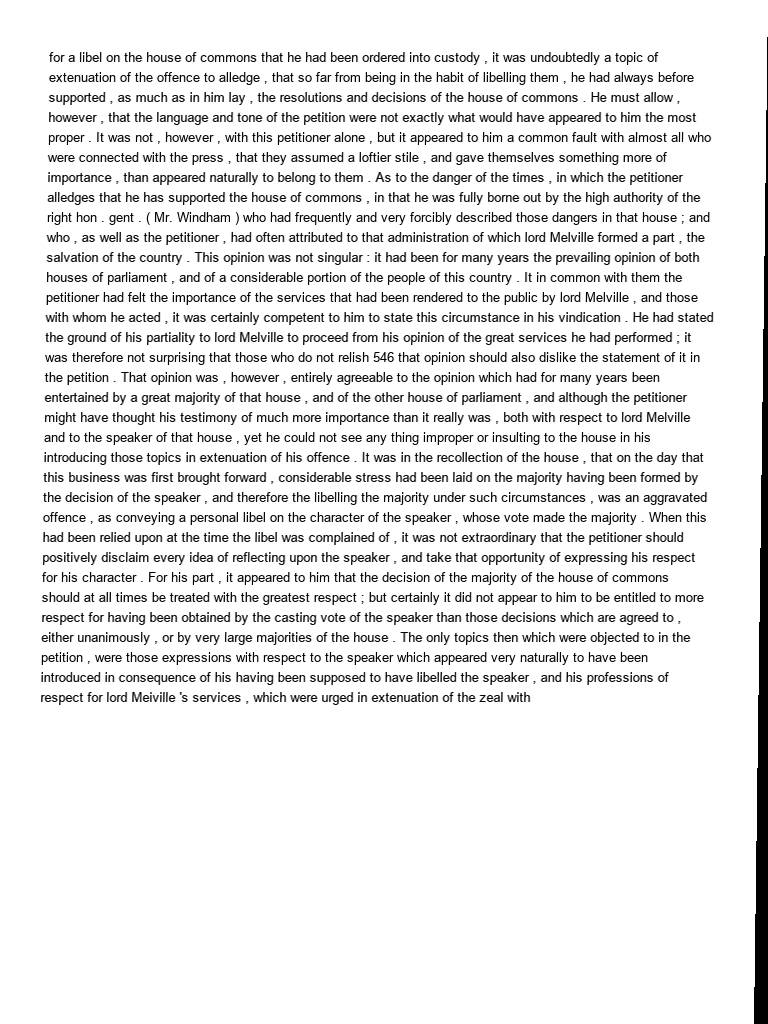 for a libel on the house of commons that he had been ordered into custody , it was undoubtedly a topic of
extenuation of the offence to alledge , that so far from being in the habit of libelling them , he had always before
supported , as much as in him lay , the resolutions and decisions of the house of commons . He must allow ,
however , that the language and tone of the petition were not exactly what would have appeared to him the most
proper . It was not , however , with this petitioner alone , but it appeared to him a common fault with almost all who
were connected with the press , that they assumed a loftier stile , and gave themselves something more of
importance , than appeared naturally to belong to them . As to the danger of the times , in which the petitioner
alledges that he has supported the house of commons , in that he was fully borne out by the high authority of the
right hon . gent . ( Mr. Windham ) who had frequently and very forcibly described those dangers in that house ; and
who , as well as the petitioner , had often attributed to that administration of which lord Melville formed a part , the
salvation of the country . This opinion was not singular : it had been for many years the prevailing opinion of both
houses of parliament , and of a considerable portion of the people of this country . It in common with them the
petitioner had felt the importance of the services that had been rendered to the public by lord Melville , and those
with whom he acted , it was certainly competent to him to state this circumstance in his vindication . He had stated
the ground of his partiality to lord Melville to proceed from his opinion of the great services he had performed ; it
was therefore not surprising that those who do not relish 546 that opinion should also dislike the statement of it in
the petition . That opinion was , however , entirely agreeable to the opinion which had for many years been
entertained by a great majority of that house , and of the other house of parliament , and although the petitioner
might have thought his testimony of much more importance than it really was , both with respect to lord Melville
and to the speaker of that house , yet he could not see any thing improper or insulting to the house in his
introducing those topics in extenuation of his offence . It was in the recollection of the house , that on the day that
this business was first brought forward , considerable stress had been laid on the majority having been formed by
the decision of the speaker , and therefore the libelling the majority under such circumstances , was an aggravated
offence , as conveying a personal libel on the character of the speaker , whose vote made the majority . When this
had been relied upon at the time the libel was complained of , it was not extraordinary that the petitioner should
positively disclaim every idea of reflecting upon the speaker , and take that opportunity of expressing his respect
for his character . For his part , it appeared to him that the decision of the majority of the house of commons
should at all times be treated with the greatest respect ; but certainly it did not appear to him to be entitled to more
respect for having been obtained by the casting vote of the speaker than those decisions which are agreed to ,
either unanimously , or by very large majorities of the house . The only topics then which were objected to in the
petition , were those expressions with respect to the speaker which appeared very naturally to have been
introduced in consequence of his having been supposed to have libelled the speaker , and his professions of
respect for lord Meiville 's services , which were urged in extenuation of the zeal with